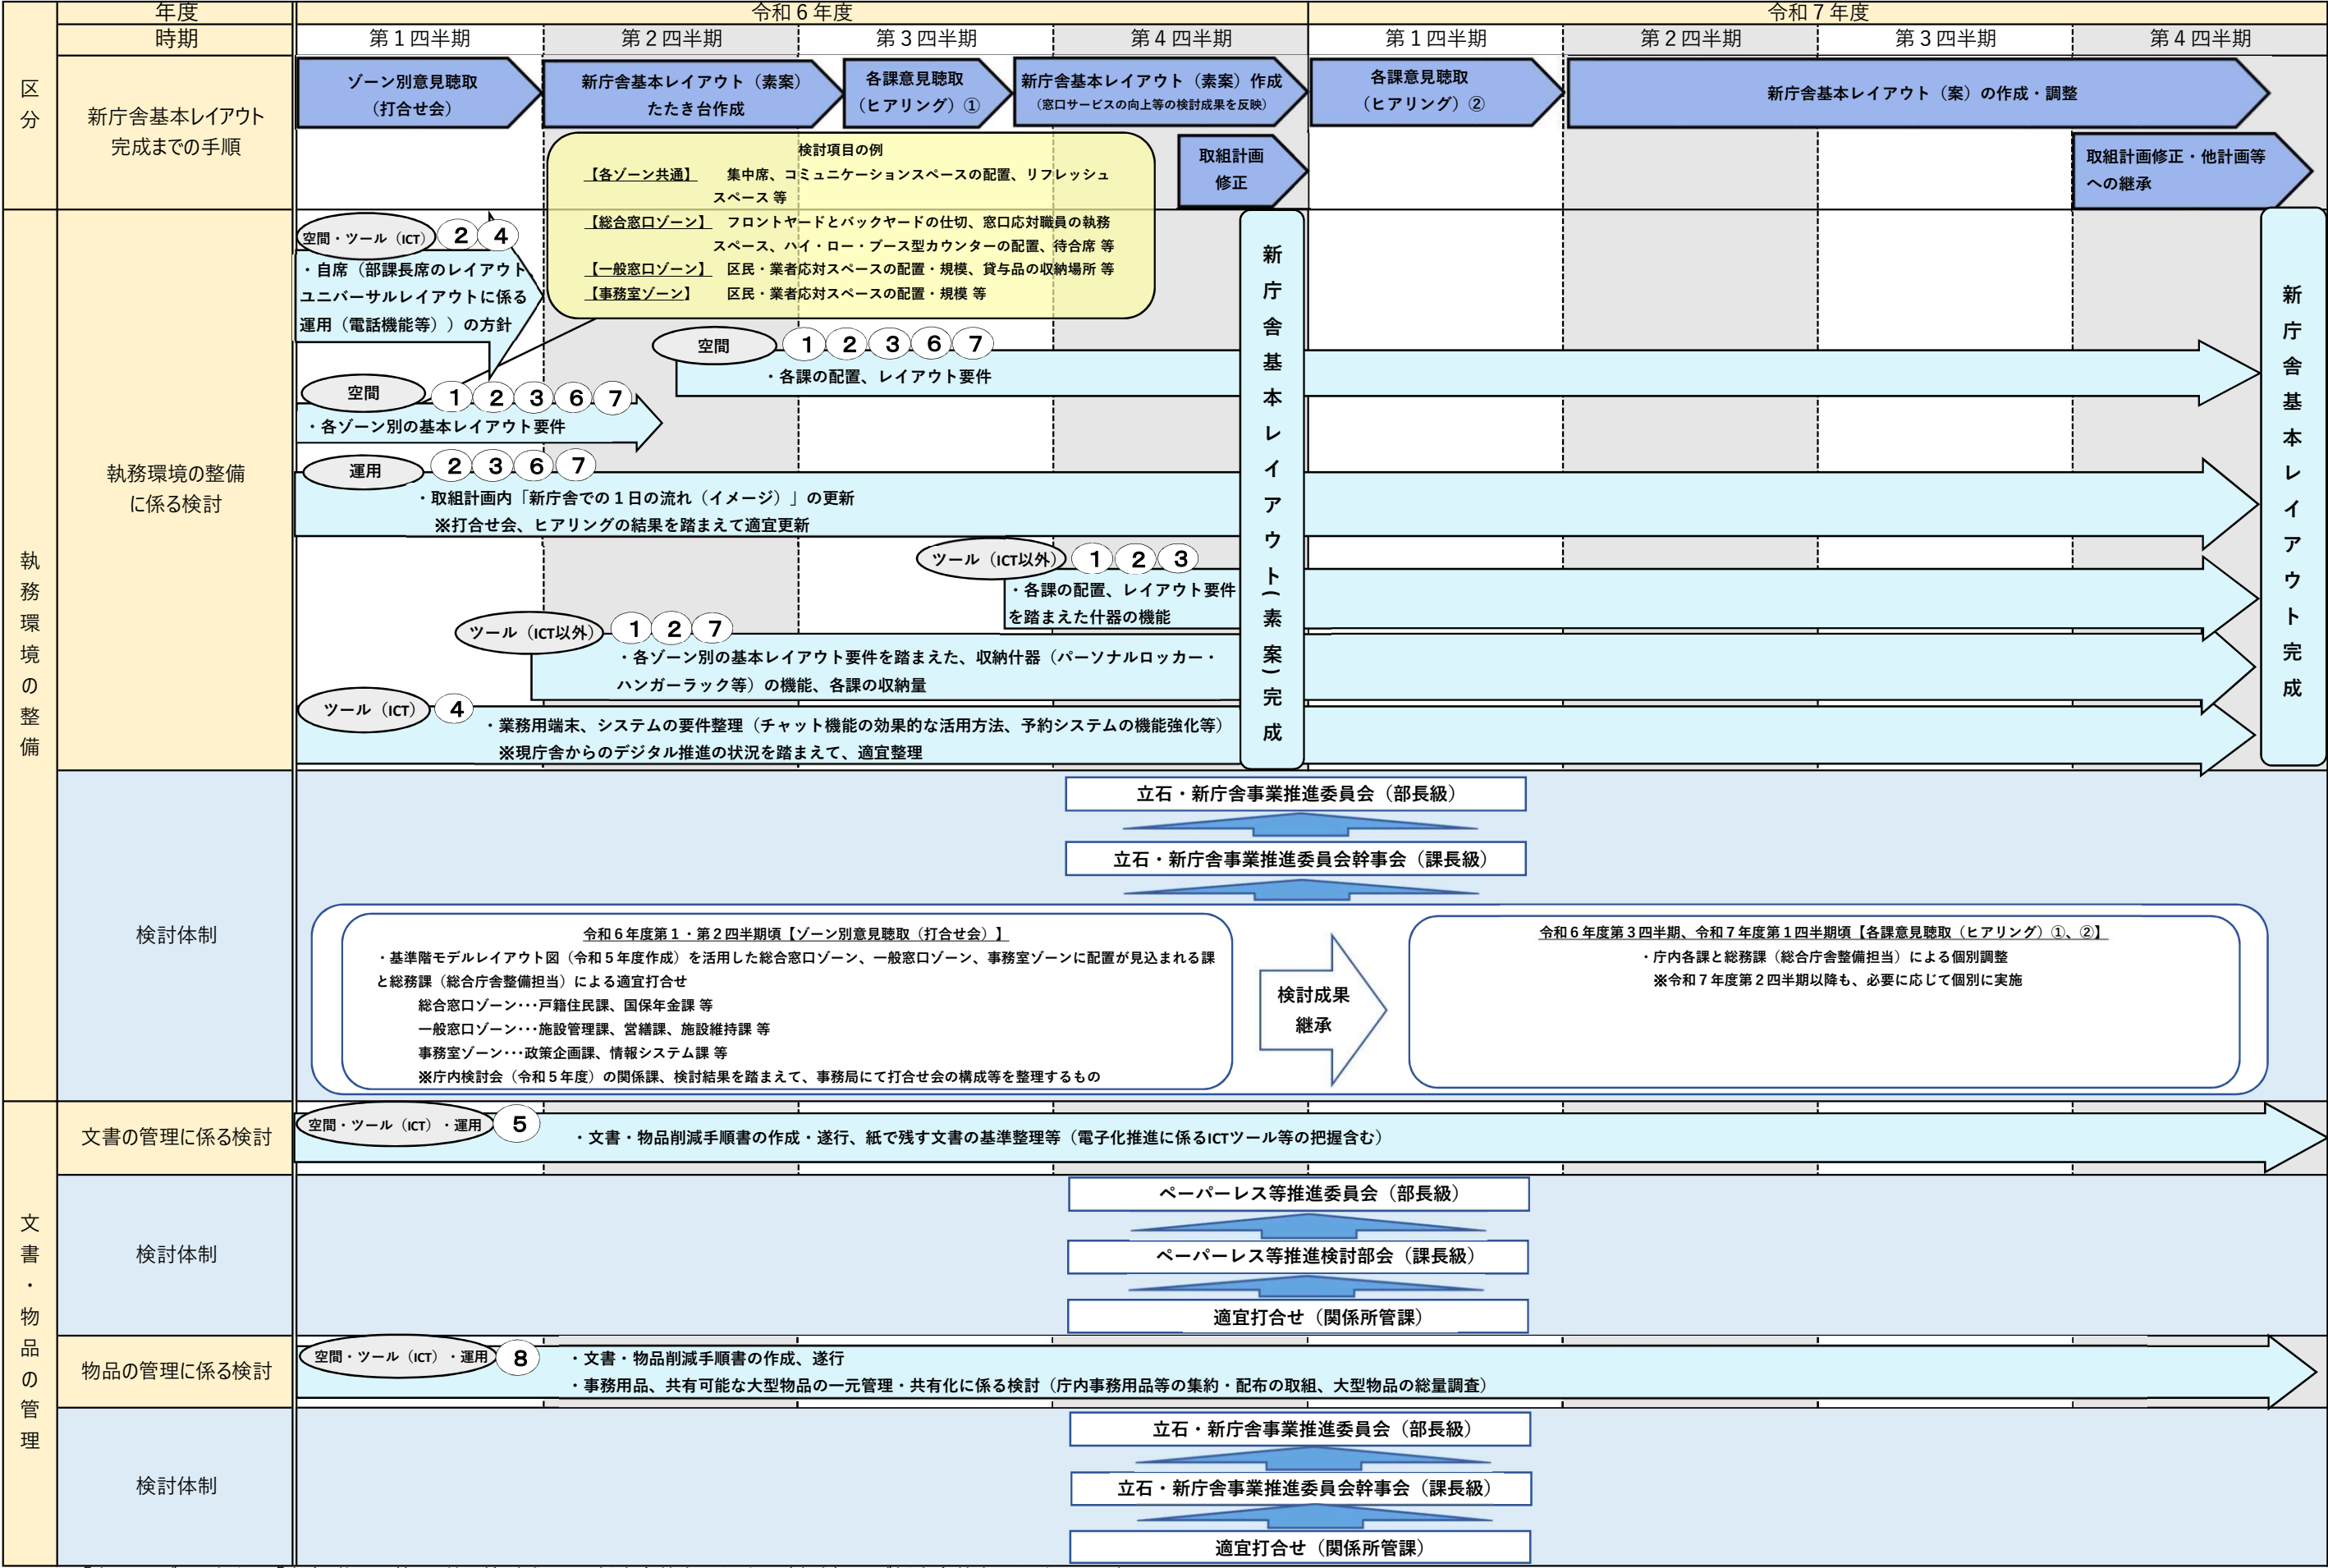 年度
令和６年度
令和７年度
区分
時期
第１四半期
第２四半期
第３四半期
第４四半期
第１四半期
第２四半期
第３四半期
第４四半期
新庁舎基本レイアウト
完成までの手順
ゾーン別意見聴取
（打合せ会）
新庁舎基本レイアウト（素案）
たたき台作成
各課意見聴取
（ヒアリング）①
新庁舎基本レイアウト（素案）作成
（窓口サービスの向上等の検討成果を反映）
各課意見聴取
（ヒアリング）②
新庁舎基本レイアウト（案）の作成・調整
取組計画
修正
取組計画修正・他計画等
への継承
検討項目の例
【各ゾーン共通】　集中席、コミュニケーションスペースの配置、リフレッシュ
スペース 等
【総合窓口ゾーン】　フロントヤードとバックヤードの仕切、窓口応対職員の執務
スペース、ハイ・ロー・ブース型カウンターの配置、待合席 等
【一般窓口ゾーン】　区民・業者応対スペースの配置・規模、貸与品の収納場所 等
【事務室ゾーン】　区民・業者応対スペースの配置・規模 等
執務環境の整備
執務環境の整備
に係る検討
空間・ツール（ICT） 2 4
・自席（部課長席のレイアウト、
ユニバーサルレイアウトに係る
運用（電話機能等））の方針
空間 1 2 3 6 7
・各課の配置、レイアウト要件
空間 1 2 3 6 7
・各ゾーン別の基本レイアウト要件
運用 2 3 6 7
・取組計画内「新庁舎での１日の流れ（イメージ）」の更新
※打合せ会、ヒアリングの結果を踏まえて適宜更新
ツール（ICT以外） 1 2 3
・各課の配置、レイアウト要件
を踏まえた什器の機能
ツール（ICT以外） 1 2 7
・各ゾーン別の基本レイアウト要件を踏まえた、収納什器（パーソナルロッカー・
ハンガーラック等）の機能、各課の収納量
ツール（ICT） 4
・業務用端末、システムの要件整理（チャット機能の効果的な活用方法、予約システムの機能強化等）
※現庁舎からのデジタル推進の状況を踏まえて、適宜整理
新庁舎基本レイアウト(素案)完成
新庁舎基本レイアウト完成
検討体制
立石・新庁舎事業推進委員会（部長級）
立石・新庁舎事業推進委員会幹事会（課長級）
令和６年度第１・第２四半期頃【ゾーン別意見聴取（打合せ会）】
・基準階モデルレイアウト図（令和５年度作成）を活用した総合窓口ゾーン、一般窓口ゾーン、事務室ゾーンに配置が見込まれる課
と総務課（総合庁舎整備担当）による適宜打合せ
総合窓口ゾーン･･･戸籍住民課、国保年金課 等
一般窓口ゾーン･･･施設管理課、営繕課、施設維持課 等
事務室ゾーン･･･政策企画課、情報システム課 等
※庁内検討会（令和５年度）の関係課、検討結果を踏まえて、事務局にて打合せ会の構成等を整理するもの
検討成果
継承
令和６年度第３四半期、令和７年度第１四半期頃【各課意見聴取（ヒアリング）①、②】
・庁内各課と総務課（総合庁舎整備担当）による個別調整
※令和７年度第２四半期以降も、必要に応じて個別に実施
文書・物品の管理
文書の管理に係る検討
空間・ツール（ICT）・運用 5
・文書・物品削減手順書の作成・遂行、紙で残す文書の基準整理等（電子化推進に係るICTツール等の把握含む）
検討体制
ペーパーレス等推進委員会（部長級）
ペーパーレス等推進検討部会（課長級）
適宜打合せ（関係所管課）
物品の管理に係る検討
空間・ツール（ICT）・運用 8
・文書・物品削減手順書の作成、遂行
・事務用品、共有可能な大型物品の一元管理・共有化に係る検討（庁内事務用品等の集約・配布の取組、大型物品の総量調査）
検討体制
立石・新庁舎事業推進委員会（部長級）
立石・新庁舎事業推進委員会幹事会（課長級）
適宜打合せ（関係所管課）